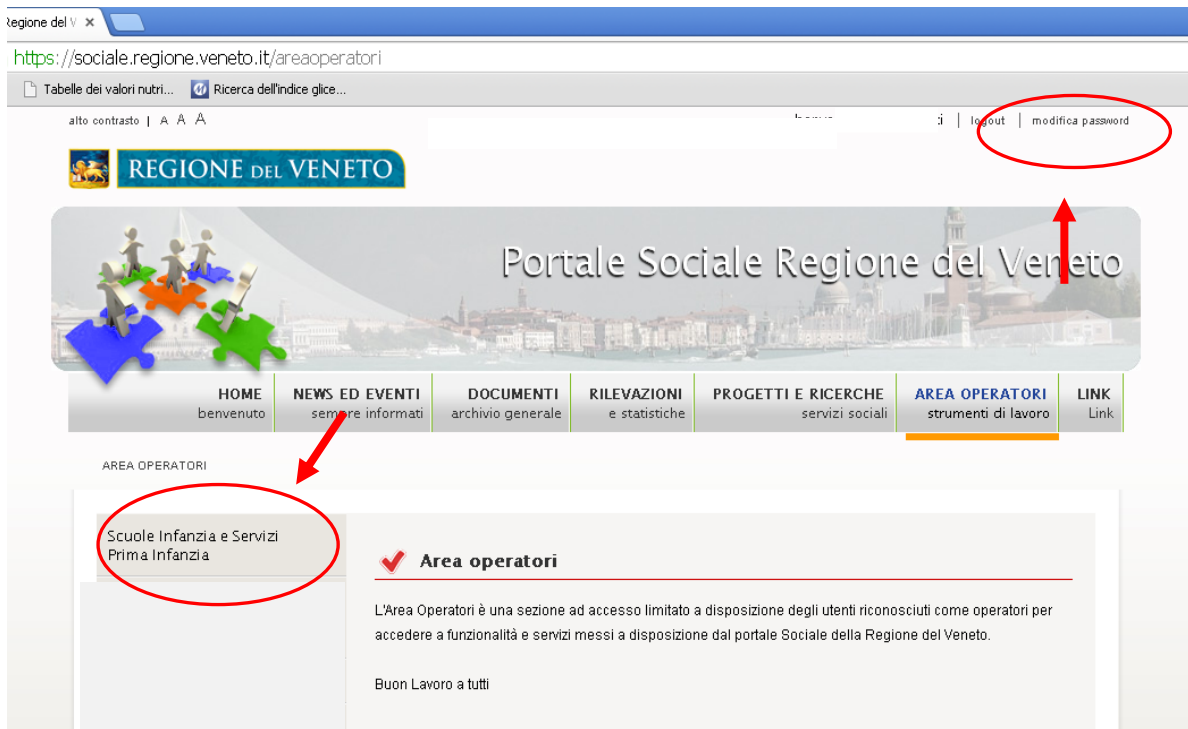 Regione del V
https://sociale.regione.veneto.it/areaoperatori
Tabelle dei valori nutri... Ricerca dell'indice glice...
alto contrasto | A A A
| logout | modifica password
REGIONE DEL VENETO
Portale Sociale Regione del Veneto
HOME NEWS ED EVENTI DOCUMENTI RILEVAZIONI PROGETTI E RICERCHE AREA OPERATORI LINK
benvenuto sempre informati archivio generale e statistiche servizi sociali strumenti di lavoro Link
AREA OPERATORI
Scuole Infanzia e Servizi
Prima Infanzia
Area operatori
L'Area Operatori è una sezione ad accesso limitato a disposizione degli utenti riconosciuti come operatori per
accedere a funzionalità e servizi messi a disposizione dal portale Sociale della Regione del Veneto.
Buon Lavoro a tutti